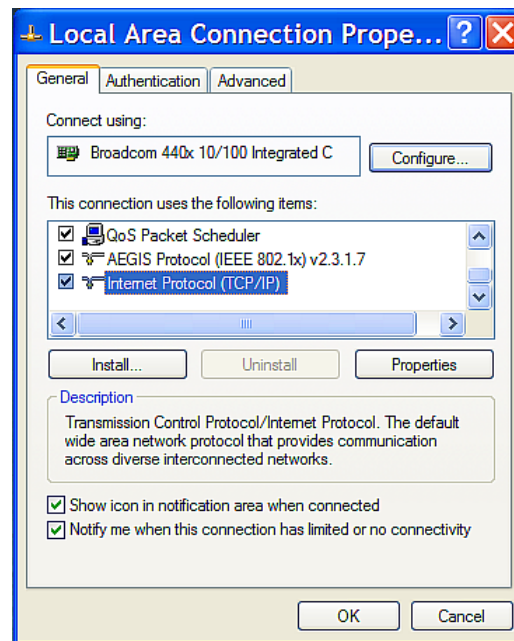 Local Area Connection Prope...
General Authentication Advanced
Connect using:
Broadcom 440x 10/100 Integrated C
Configure...
This connection uses the following items:
QoS Packet Scheduler
AEGIS Protocol (IEEE 802.1x) v2.3.1.7
Internet Protocol (TCP/IP)
Install... Uninstall Properties
Description
Transmission Control Protocol/Internet Protocol. The default
wide area network protocol that provides communication
across diverse interconnected networks.
Show icon in notification area when connected
Notify me when this connection has limited or no connectivity
OK Cancel